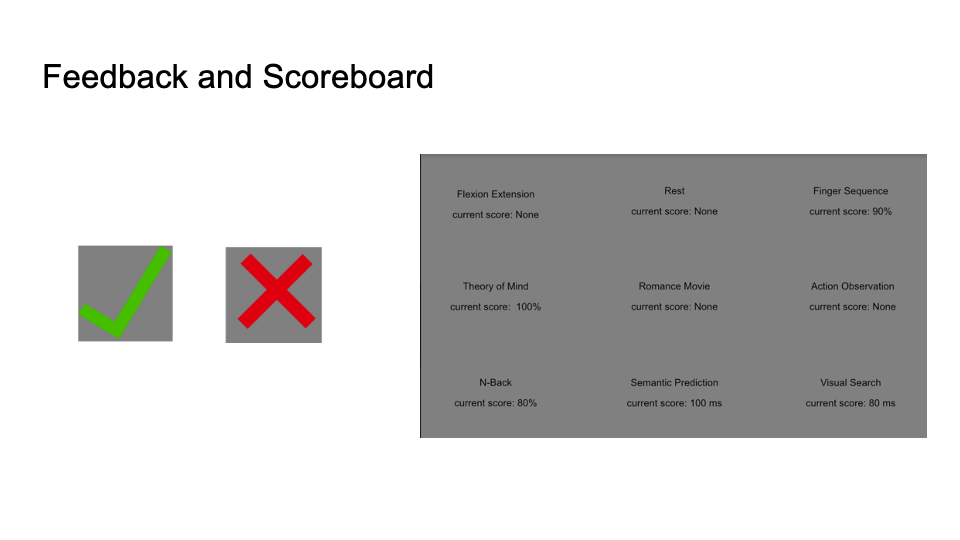 Feedback and Scoreboard
Flexion Extension
current score: None
Rest
current score: None
Finger Sequence
current score: 90%
Theory of Mind
current score: 100%
Romance Movie
current score: None
Action Observation
current score: None
N-Back
current score: 80%
Semantic Prediction
current score: 100 ms
Visual Search
current score: 80 ms